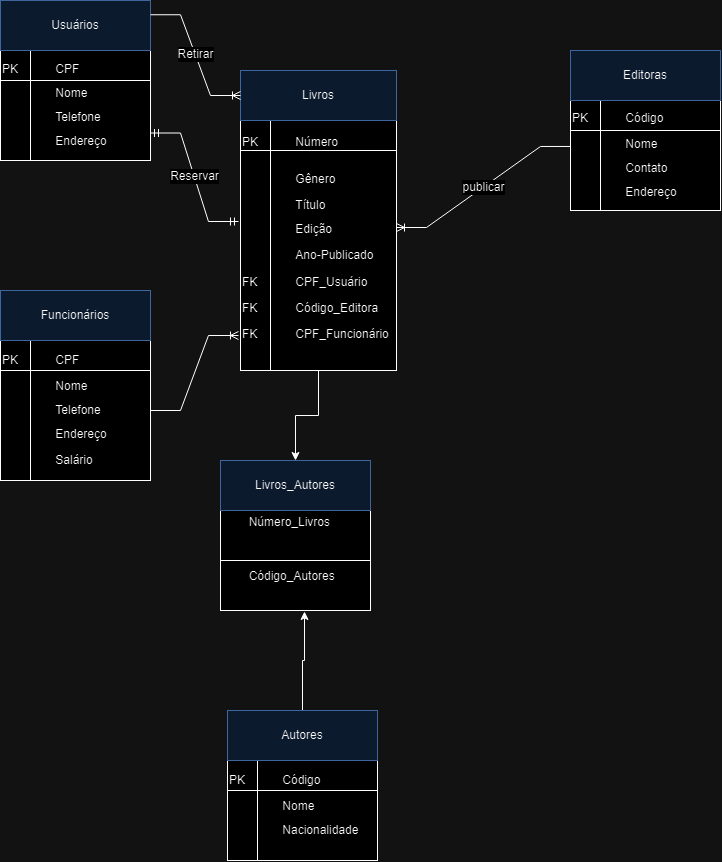 Usuários
PK CPF
Nome
Telefone
Endereço
Retirar
Reservar
Livros
PK Número
Gênero
Título
Edição
Ano-Publicado
FK CPF_Usuário
FK Código_Editora
FK CPF_Funcionário
publicar
Editoras
PK Código
Nome
Contato
Endereço
Funcionários
PK CPF
Nome
Telefone
Endereço
Salário
Livros_Autores
Número_Livros
Código_Autores
Autores
PK Código
Nome
Nacionalidade